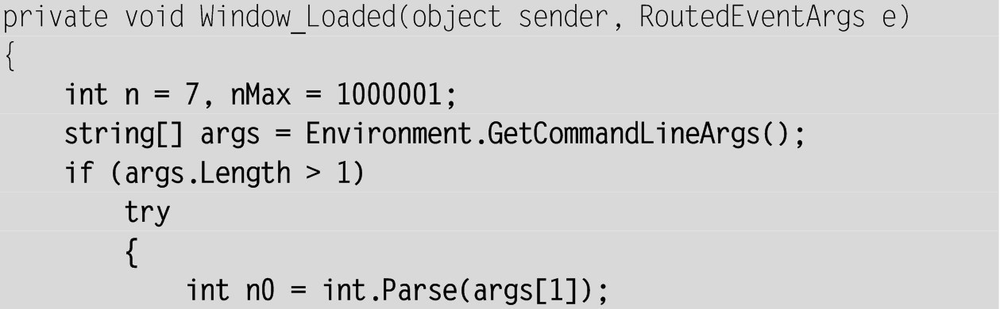 private void Window_Loaded(object sender, RoutedEventArgs e)
{
    int n = 7, nMax = 1000001;
    string[] args = Environment.GetCommandLineArgs();
    if (args.Length > 1)
        try
        {
            int n0 = int.Parse(args[1]);